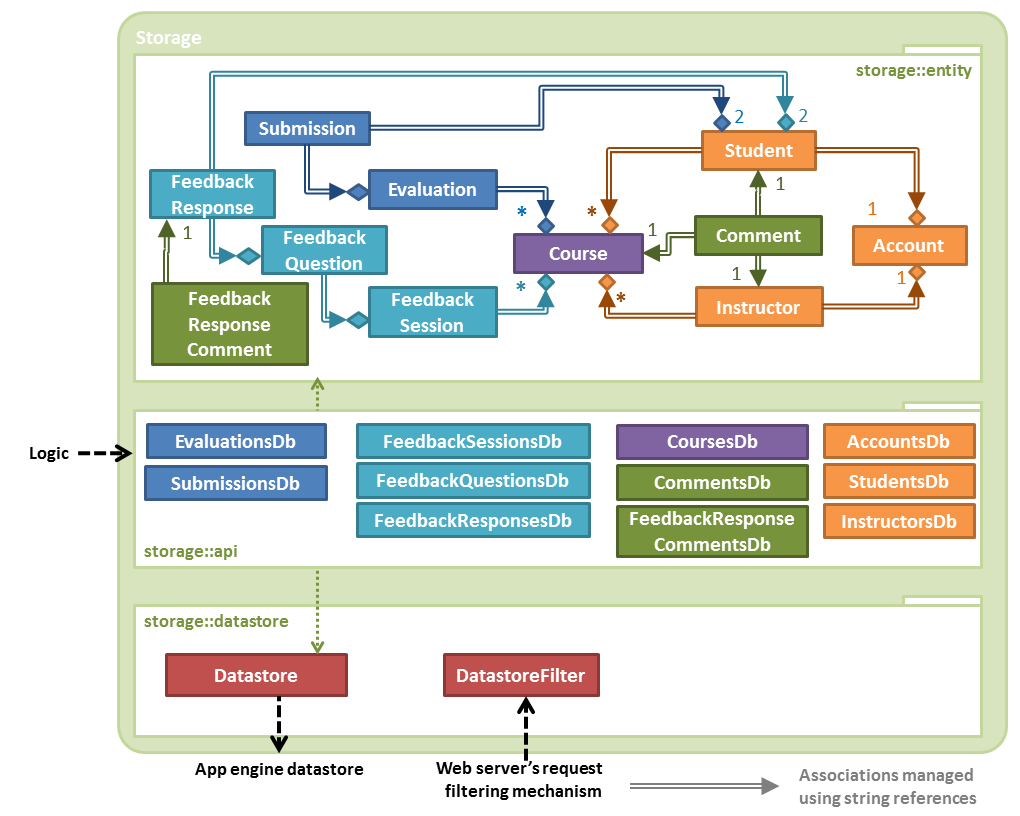 Storage
storage::entity
Submission
2
2
Student
Feedback
Response
Evaluation
1
1
*
*
1
Feedback
Question
Course
1
Comment
Account
1
*
*
1
1
Feedback
Response
Comment
Feedback
Session
Instructor
Logic
EvaluationsDb
SubmissionsDb
FeedbackSessionsDb
FeedbackQuestionsDb
FeedbackResponsesDb
CoursesDb
CommentsDb
FeedbackResponse
CommentsDb
AccountsDb
StudentsDb
InstructorsDb
storage::api
storage::datastore
Datastore
DatastoreFilter
App engine datastore
Web server's request
filtering mechanism
Associations managed
using string references